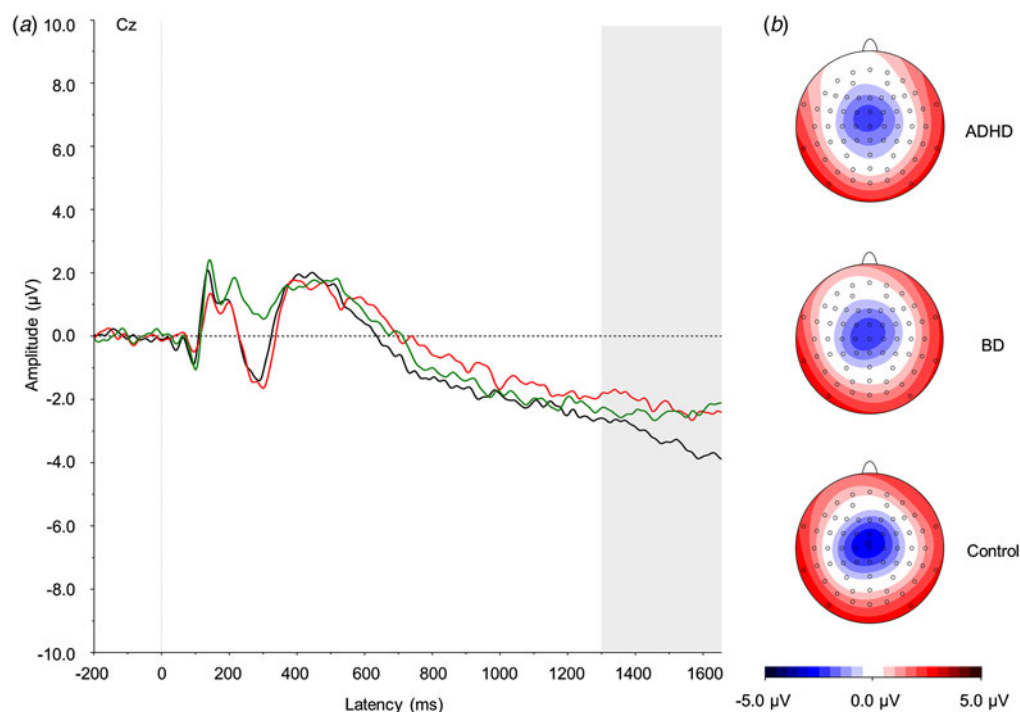 (a)
Cz
10.0
8.0
6.0
4.0
2.0
0.0
-2.0
-4.0
-6.0
-8.0
-10.0
Amplitude (µV)
-200 0 200 400 600 800 1000 1200 1400 1600
Latency (ms)
(b)
ADHD
BD
Control
-5.0 µV 0.0 µV 5.0 µV